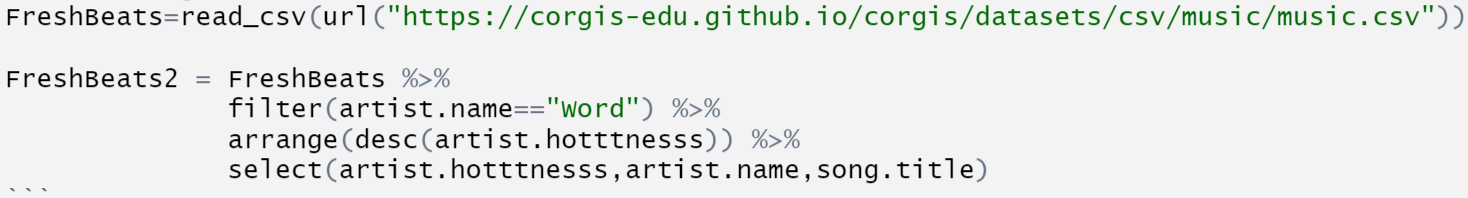 FreshBeats=read_csv(url("https://corgis-edu.github.io/corgis/datasets/csv/music/music.csv"))
FreshBeats2 = FreshBeats %>%
filter(artist.name=="Word") %>%
arrange(desc(artist.hotttnesss)) %>%
select(artist.hotttnesss,artist.name,song.title)
```